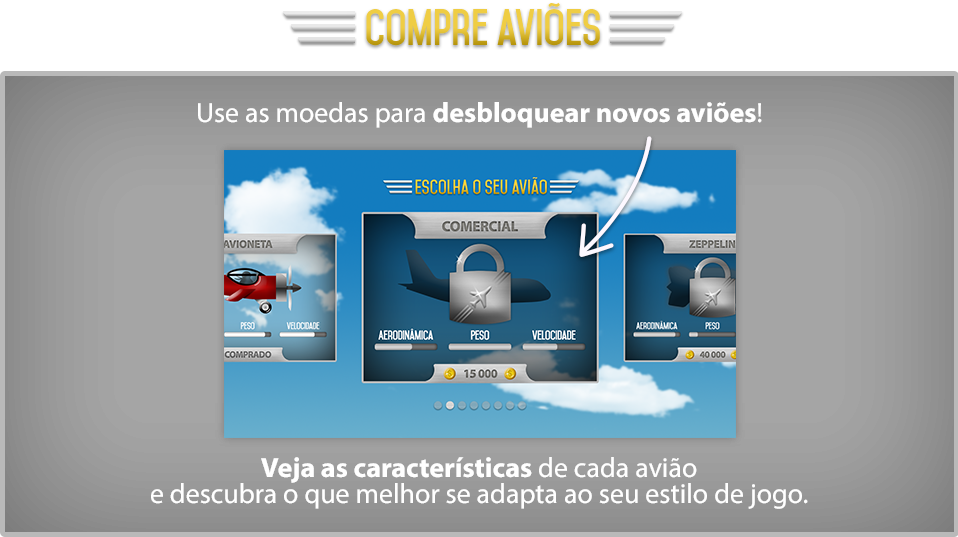 COMPRE AVIÕES
Use as moedas para desbloquear novos aviões!
ESCOLHA O SEU AVIÃO
AVIONETA
COMERCIAL
ZEPPELIN
PESO VELOCIDADE
AERODINÂMICA PESO VELOCIDADE
AERODINÂMICA PESO
COMPRADO
15 000
40 000
Veja as características de cada avião
e descubra o que melhor se adapta ao seu estilo de jogo.